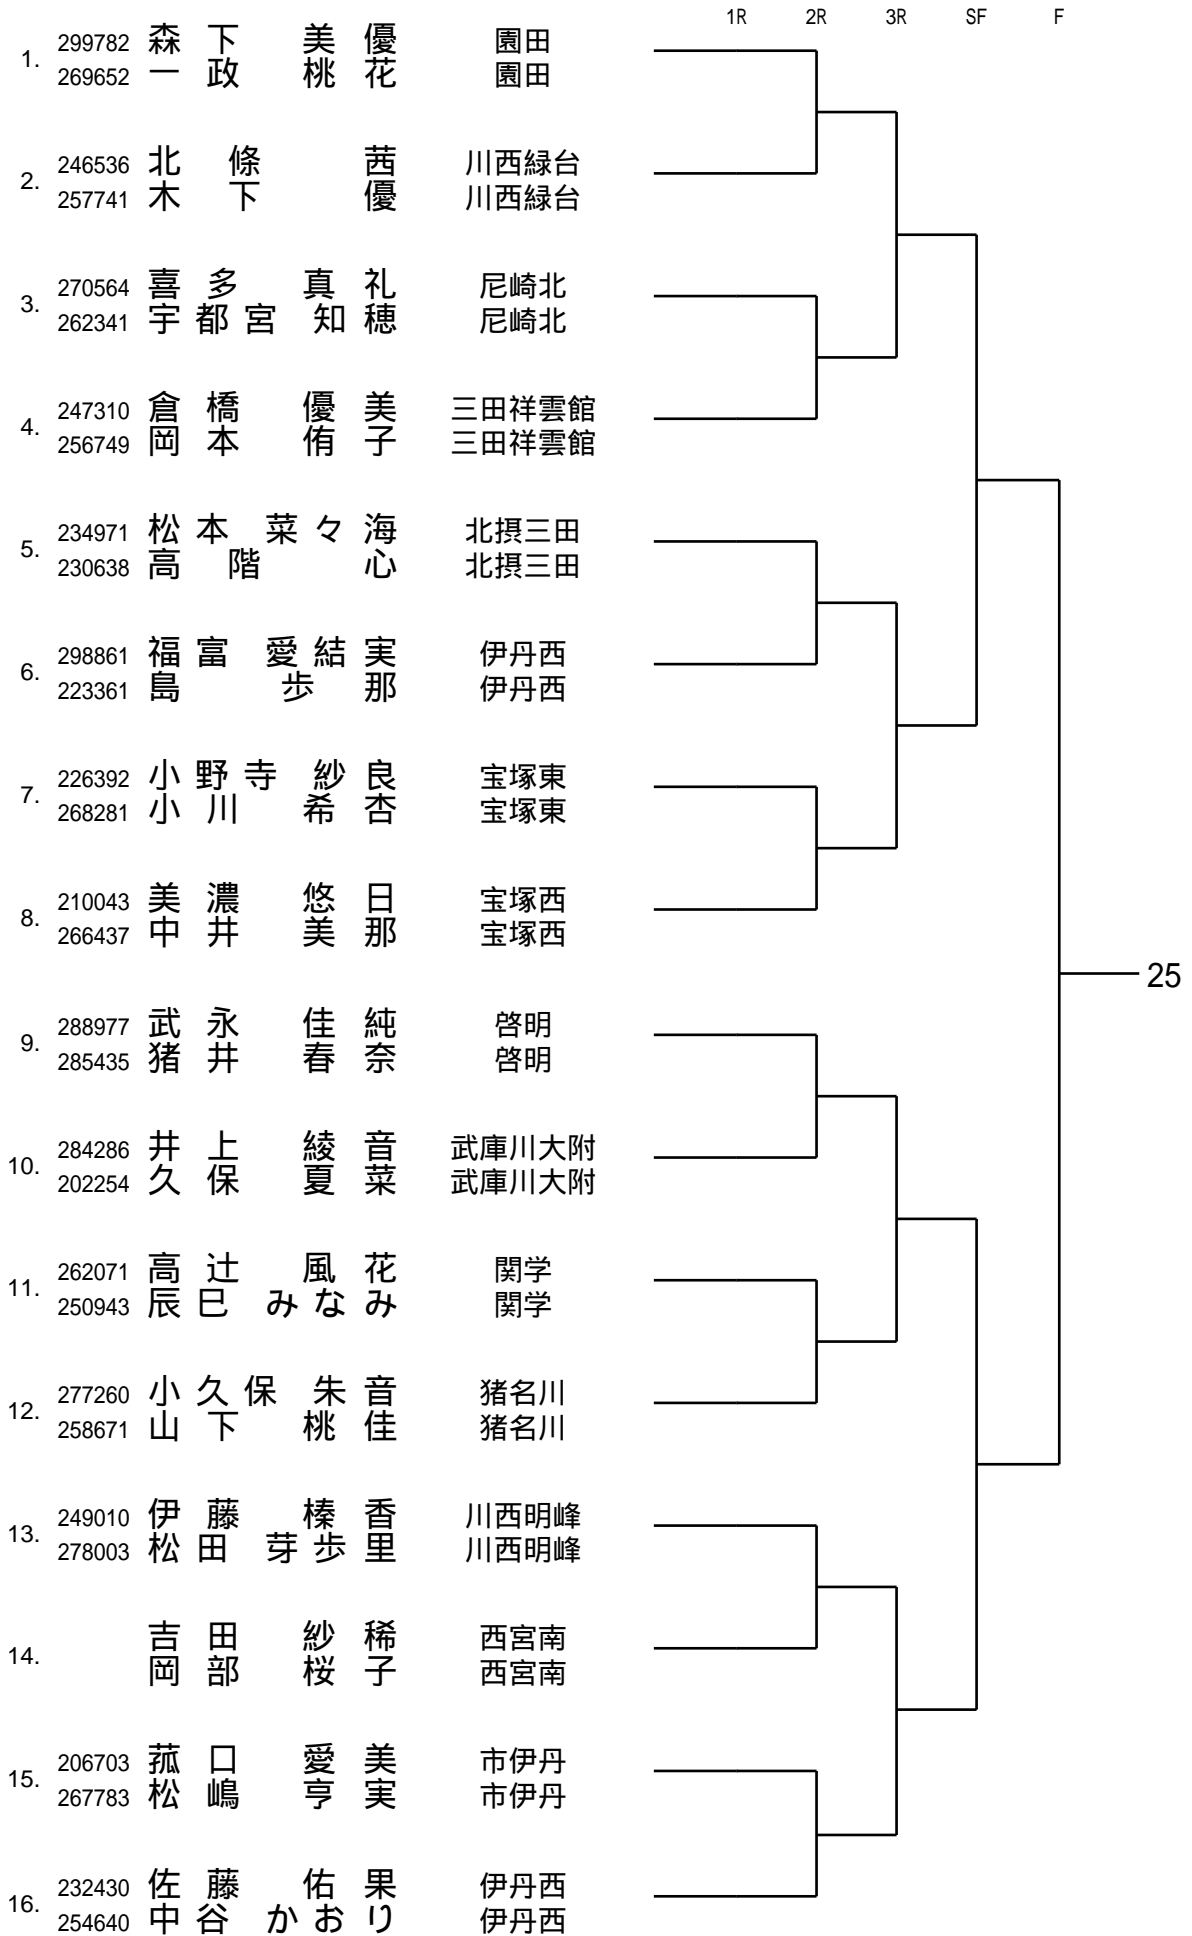 1R 2R 3R SF F
1. 299782 森下 美優 園田
269652 一政 桃花 園田
2. 246536 北條 茜 川西緑台
257741 木下 優 川西緑台
3. 270564 喜多 真礼 尼崎北
262341 宇都宮 知穂 尼崎北
4. 247310 倉橋 優美 三田祥雲館
256749 岡本 侑子 三田祥雲館
5. 234971 松本 菜々海 北摂三田
230638 高階 心 北摂三田
6. 298861 福富 愛結実 伊丹西
223361 島 歩那 伊丹西
7. 226392 小野寺 紗良 宝塚東
268281 小川 希杏 宝塚東
8. 210043 美濃 悠日 宝塚西
266437 中井 美那 宝塚西
25
9. 288977 武永 佳純 啓明
285435 猪井 春奈 啓明
10. 284286 井上 綾音 武庫川大附
202254 久保 夏菜 武庫川大附
11. 262071 高辻 風花 関学
250943 辰巳 みなみ 関学
12. 277260 小久保 朱音 猪名川
258671 山下 桃佳 猪名川
13. 249010 伊藤 榛香 川西明峰
278003 松田 芽歩里 川西明峰
14. 吉田 紗稀 西宮南
岡部 桜子 西宮南
15. 206703 菰口 愛美 市伊丹
267783 松嶋 亨実 市伊丹
16. 232430 佐藤 佑果 伊丹西
254640 中谷 かおり 伊丹西